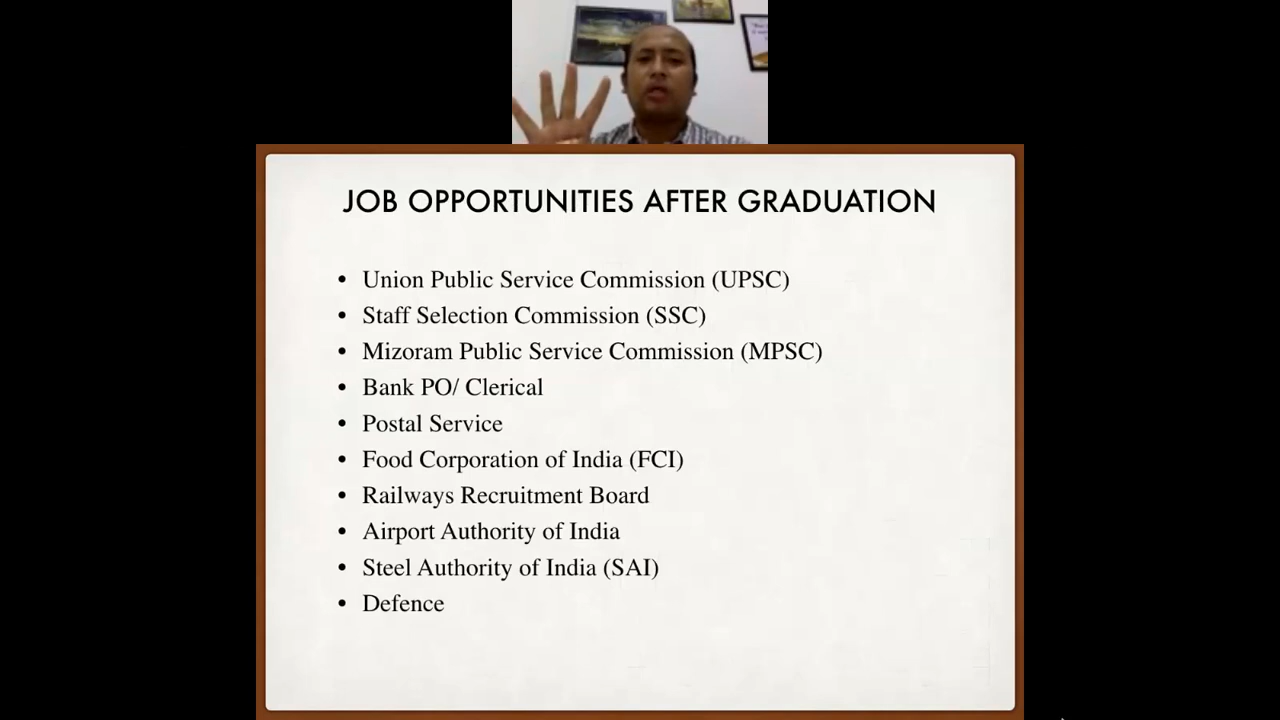 JOB OPPORTUNITIES AFTER GRADUATION
• Union Public Service Commission (UPSC)
• Staff Selection Commission (SSC)
• Mizoram Public Service Commission (MPSC)
• Bank PO/ Clerical
• Postal Service
• Food Corporation of India (FCI)
• Railways Recruitment Board
• Airport Authority of India
• Steel Authority of India (SAI)
• Defence